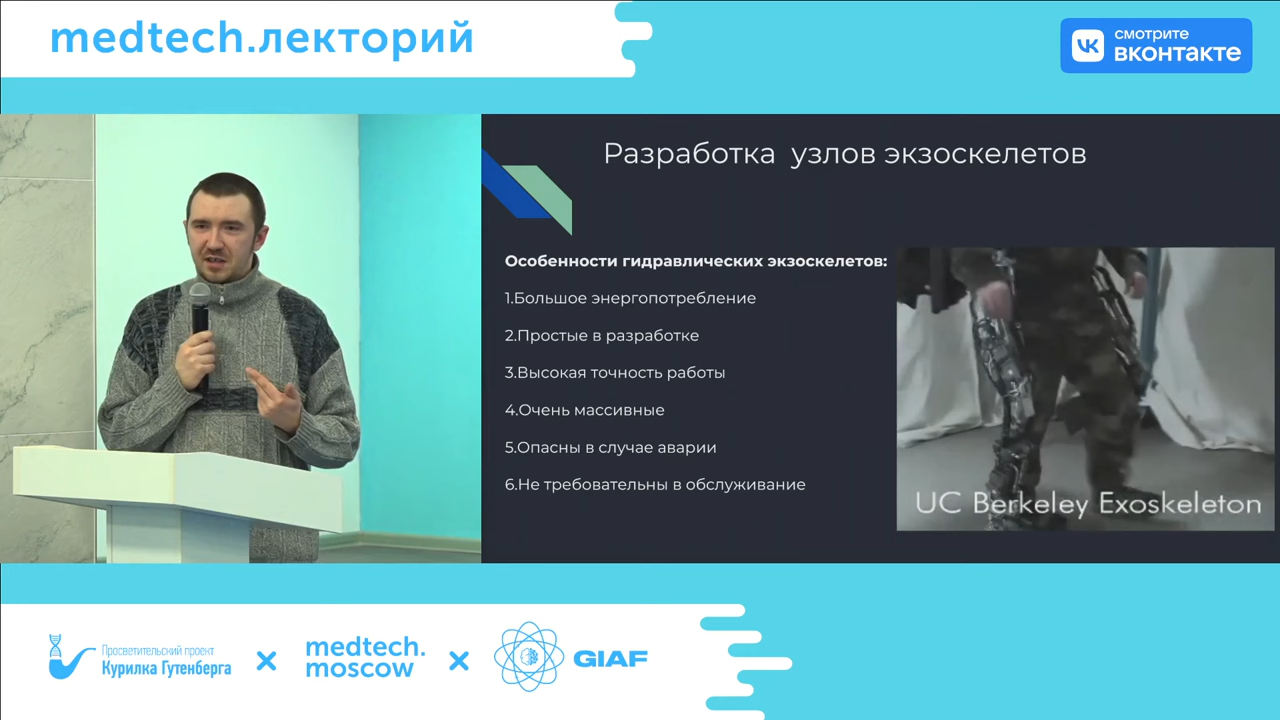 medtech.лекторий
смотрите
вконтакте
Разработка узлов экзоскелетов
Особенности гидравлических экзоскелетов:
1.Большое энергопотребление
2.Простые в разработке
3.Высокая точность работы
4.Очень массивные
5.Опасны в случае аварии
6.Не требовательны в обслуживание
UC Berkeley Exoskeleton
Просветительский проект
Курилка Гутенберга
medtech.
moscow
GIAF